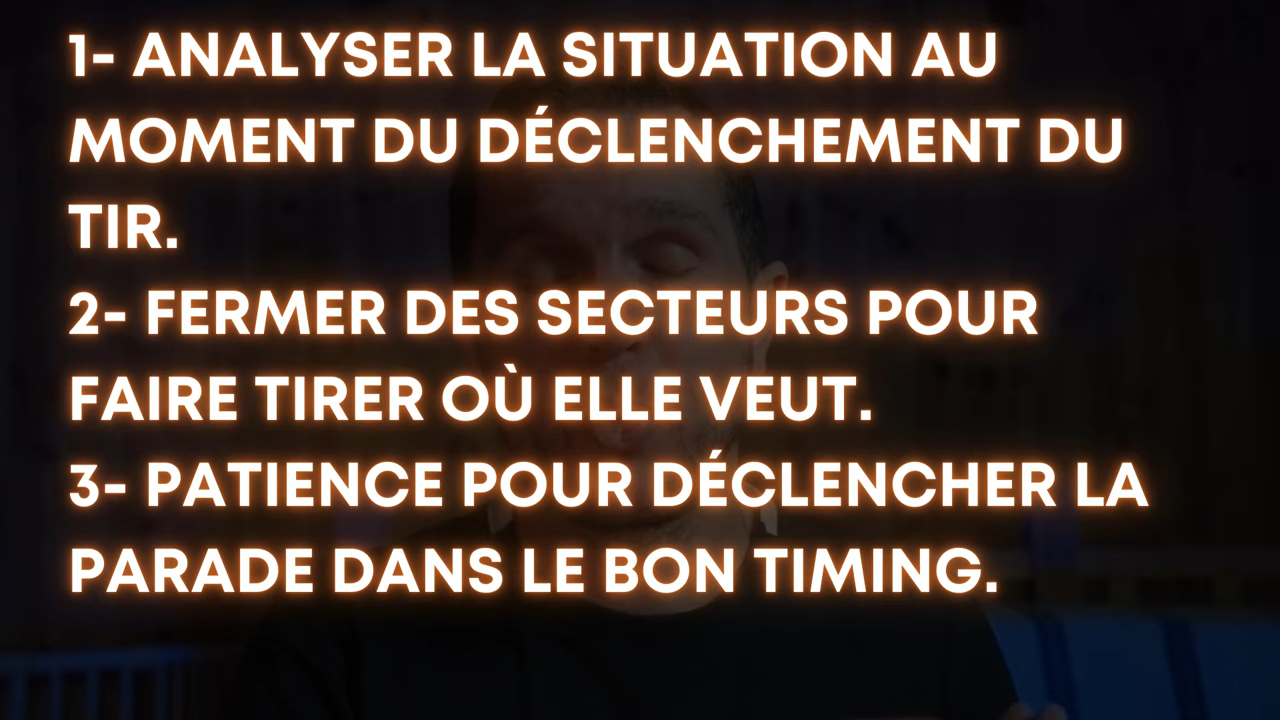 1- ANALYSER LA SITUATION AU
MOMENT DU DÉCLENCHEMENT DU
TIR.
2- FERMER DES SECTEURS POUR
FAIRE TIRER OÙ ELLE VEUT.
3- PATIENCE POUR DÉCLENCHER LA
PARADE DANS LE BON TIMING.